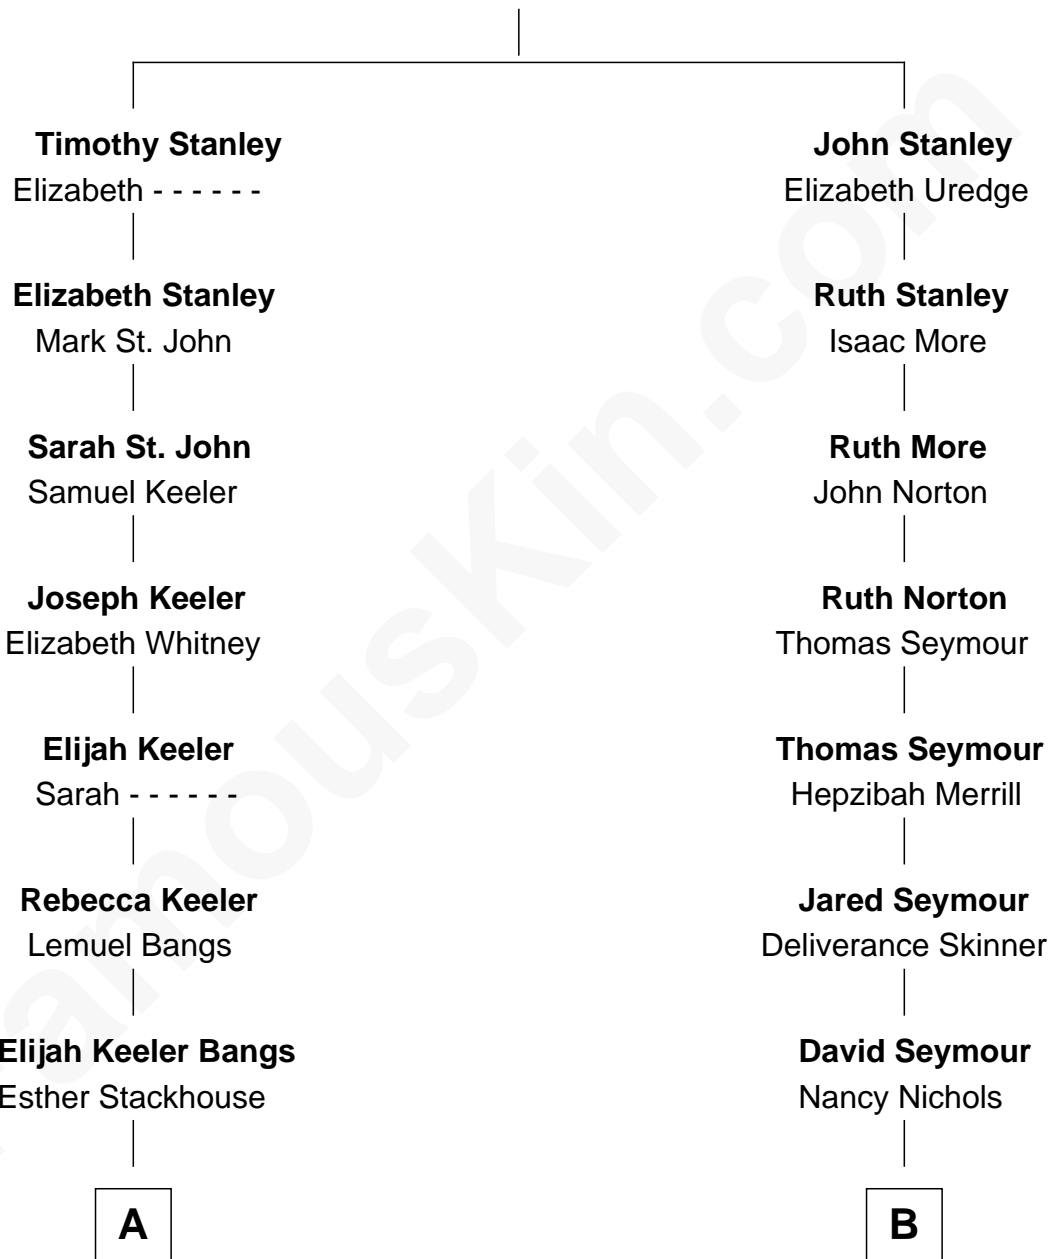 Timothy Stanley
Elizabeth - - - - - -
John Stanley
Elizabeth Uredge
Elizabeth Stanley
Mark St. John
Ruth Stanley
Isaac More
Sarah St. John
Samuel Keeler
Ruth More
John Norton
Joseph Keeler
Elizabeth Whitney
Ruth Norton
Thomas Seymour
Elijah Keeler
Sarah - - - - - -
Thomas Seymour
Hepzibah Merrill
Rebecca Keeler
Lemuel Bangs
Jared Seymour
Deliverance Skinner
Elijah Keeler Bangs
Esther Stackhouse
David Seymour
Nancy Nichols
A
B
FamousKin.com